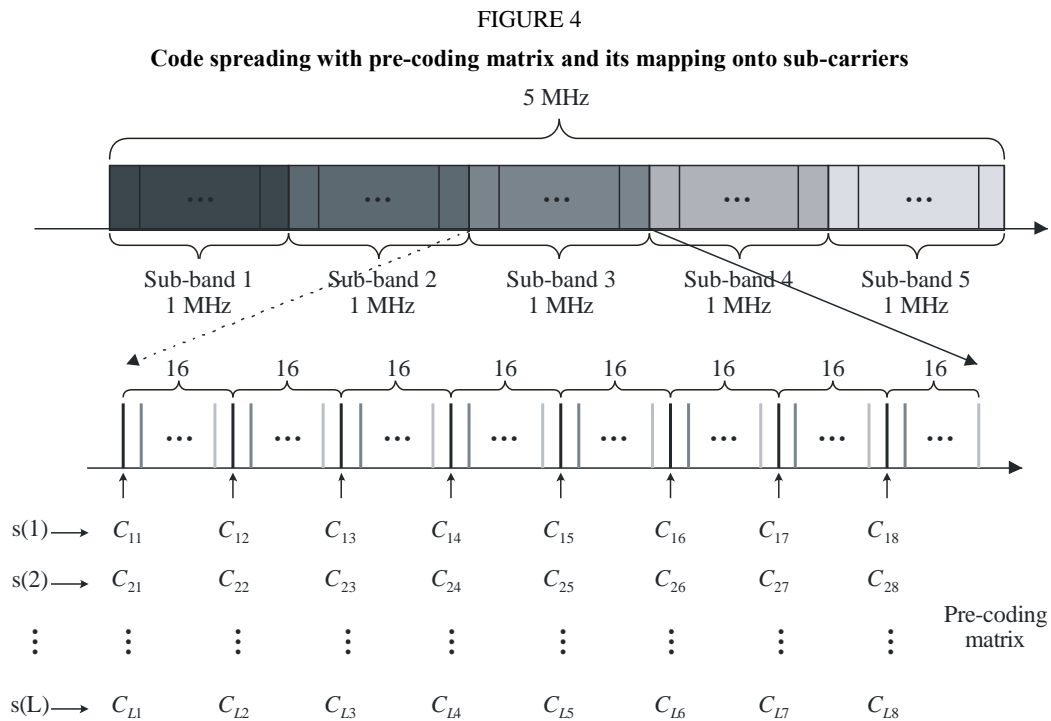 FIGURE 4
Code spreading with pre-coding matrix and its mapping onto sub-carriers
5 MHz
Sub-band 1 Sub-band 2 Sub-band 3 Sub-band 4 Sub-band 5
1 MHz 1 MHz 1 MHz 1 MHz 1 MHz
16 16 16 16 16 16 16 16
s(1) C11 C12 C13 C14 C15 C16 C17 C18
s(2) C21 C22 C23 C24 C25 C26 C27 C28
Pre-coding
matrix
s(L) CL1 CL2 CL3 CL4 CL5 CL6 CL7 CL8